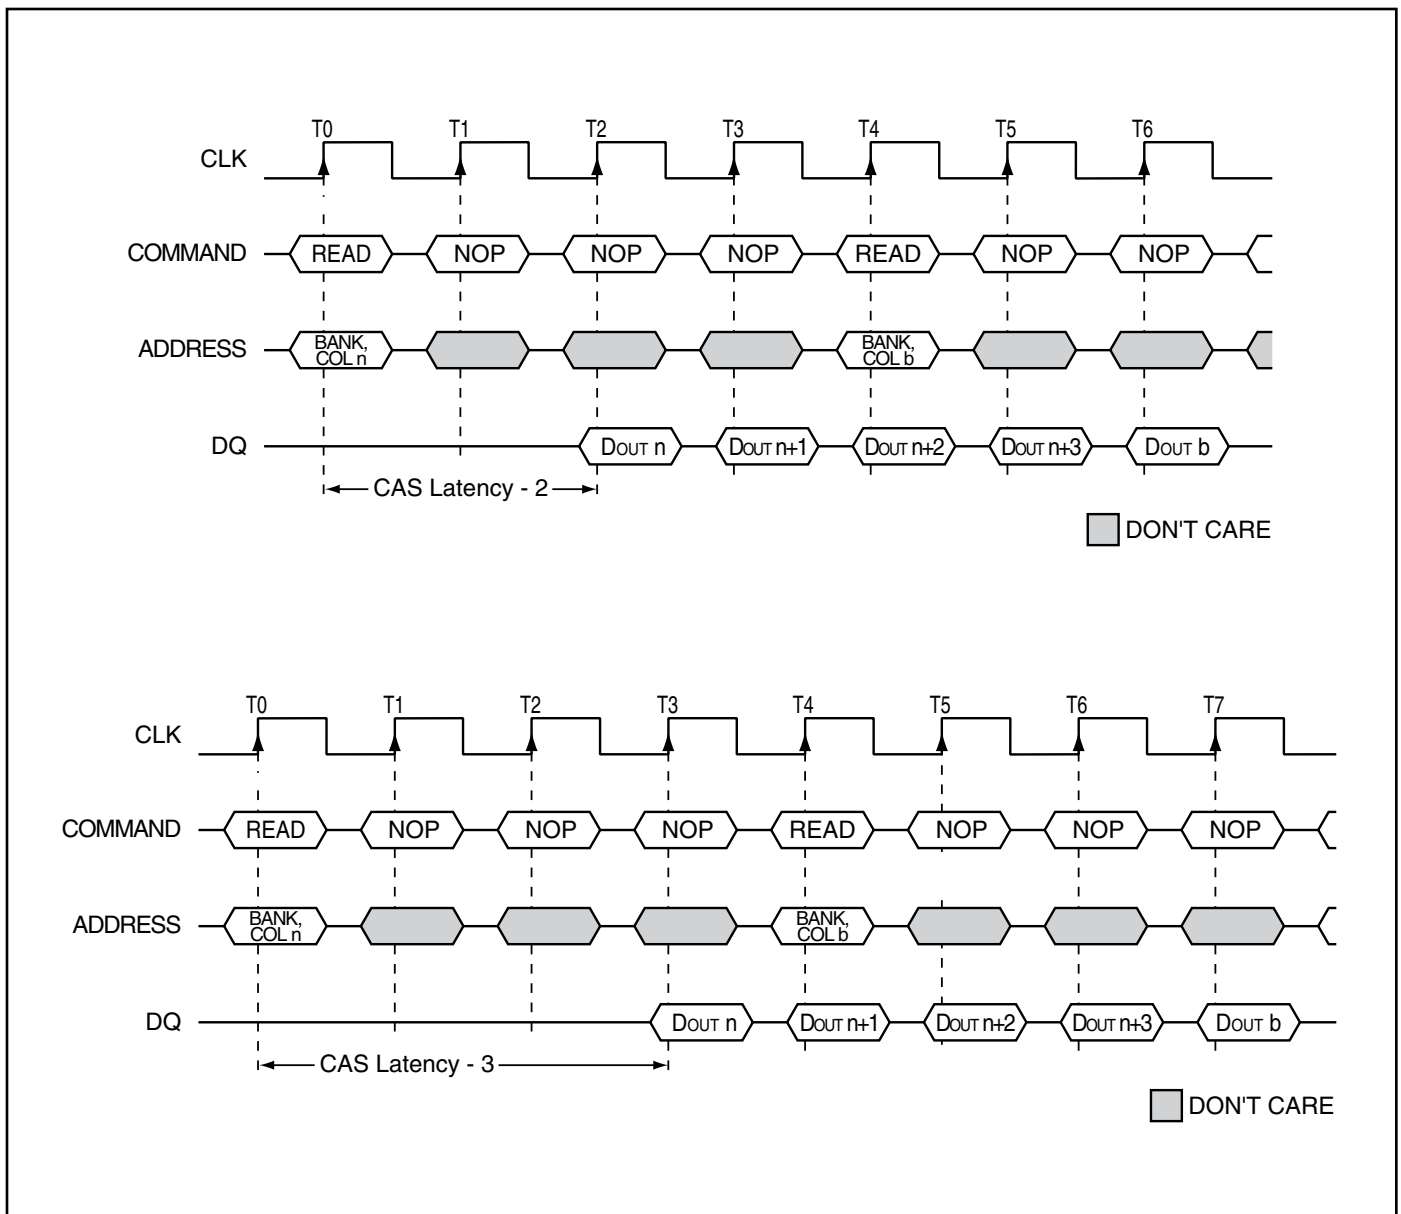 T0 T1 T2 T3 T4 T5 T6
CLK
COMMAND READ NOP NOP NOP READ NOP NOP
ADDRESS BANK, COL n BANK, COL b
DQ DOUT n DOUT n+1 DOUT n+2 DOUT n+3 DOUT b
CAS Latency - 2
DON'T CARE
T0 T1 T2 T3 T4 T5 T6 T7
CLK
COMMAND READ NOP NOP NOP READ NOP NOP NOP
ADDRESS BANK, COL n BANK, COL b
DQ DOUT n DOUT n+1 DOUT n+2 DOUT n+3 DOUT b
CAS Latency - 3
DON'T CARE